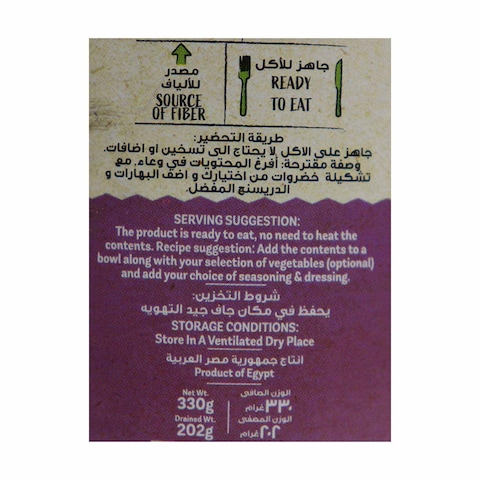 مصدر
للألياف
SOURCE
OF FIBER
جاهز للأكل
READY
TO EAT
طريقة التحضير:
جاهز على الاكل, لا يحتاج الى تسخين او اضافات.
وصفة مقترحة: أفرغ المحتويات في وعاء, مع
تشكيلة خضروات من اختيارك و اضف البهارات و
الدريسنج المفضل.
SERVING SUGGESTION:
The product is ready to eat, no need to heat the
contents. Recipe suggestion: Add the contents to a
bowl along with your selection of vegetables (optional)
and add your choice of seasoning & dressing.
شروط التخزين:
يحفظ في مكان جاف جيد التهويه
STORAGE CONDITIONS:
Store In A Ventilated Dry Place
انتاج جمهورية مصر العربية
Product of Egypt
Net Wt.
330g
Drained Wt.
202g
الوزن الصافي
٣٣٠ غرام
الوزن المصفى
٢٠٢ غرام